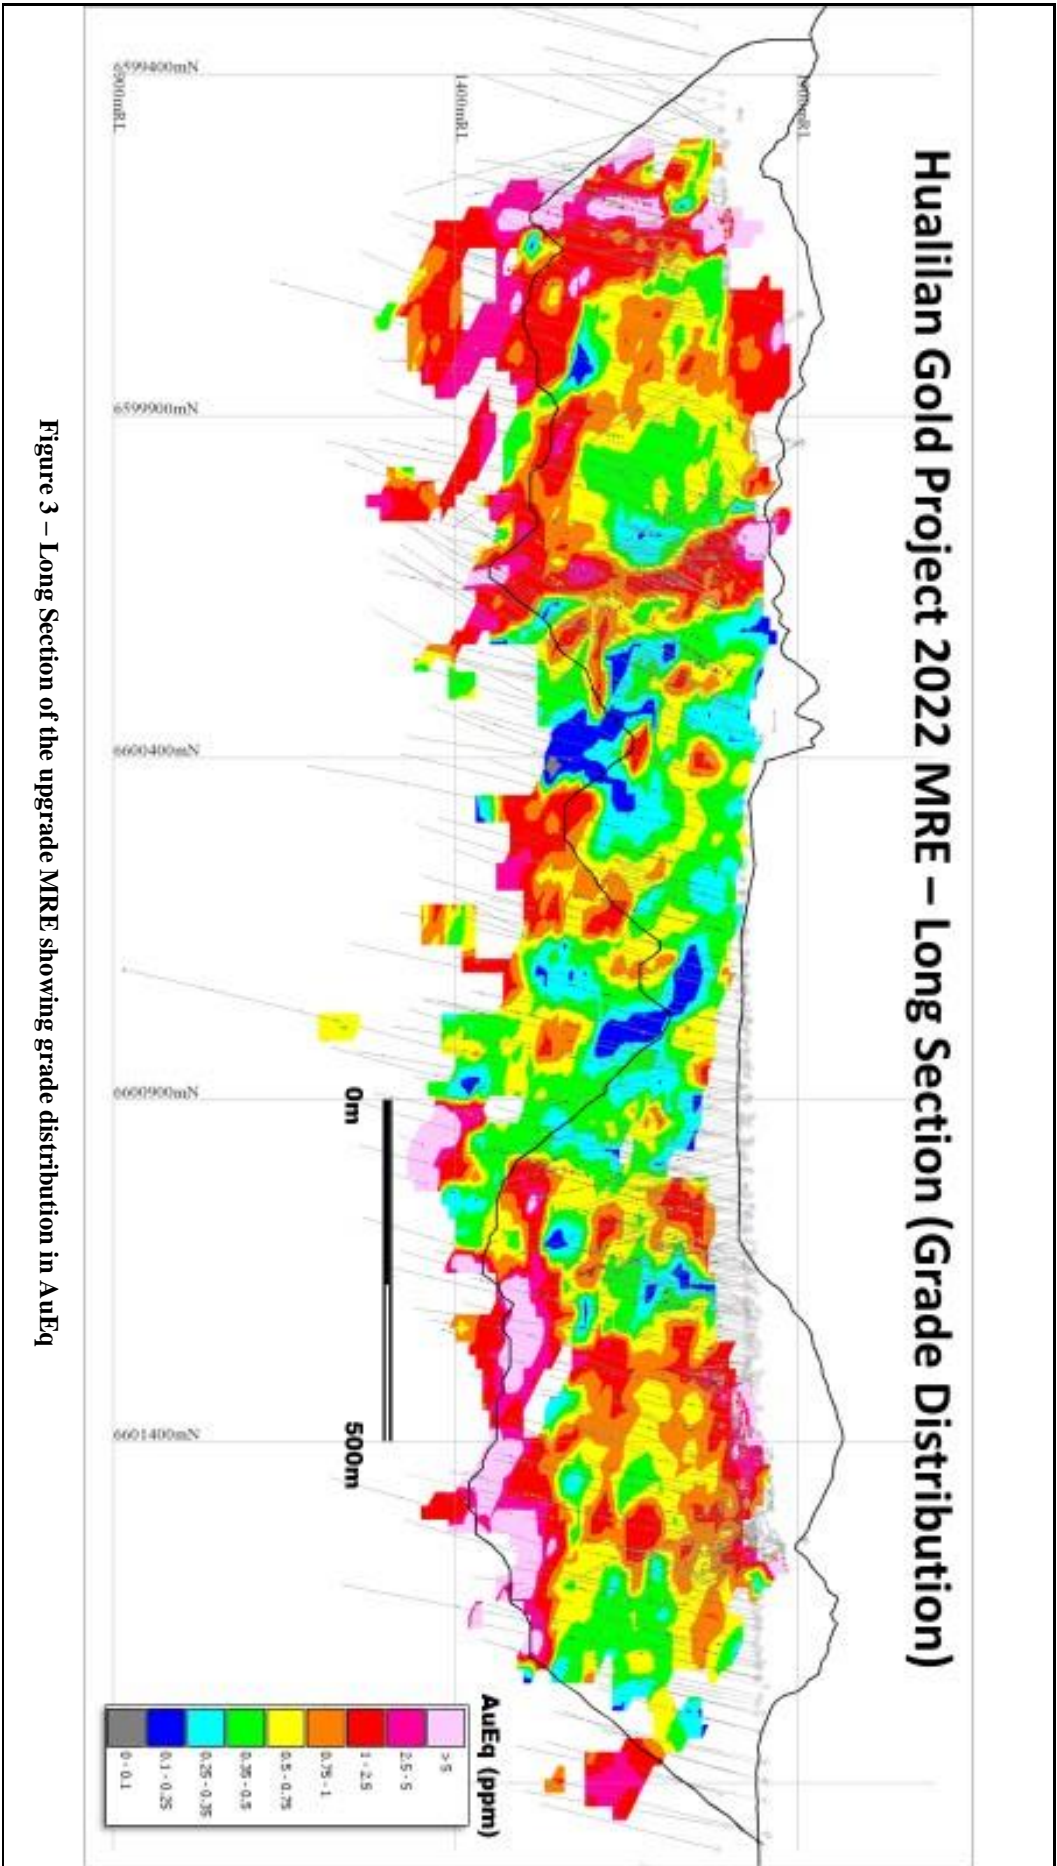 Hualilan Gold Project 2022 MRE – Long Section (Grade Distribution)
1400mRL
900mRL
6599400mN
6599900mN
6600400mN
6600900mN
6601400mN
0m
500m
AuEq (ppm)
>5
2.5 - 5
1 - 2.5
0.75 - 1
0.5 - 0.75
0.35 - 0.5
0.25 - 0.35
0.1 - 0.25
0 - 0.1
Figure 3 – Long Section of the upgrade MRE showing grade distribution in AuEq